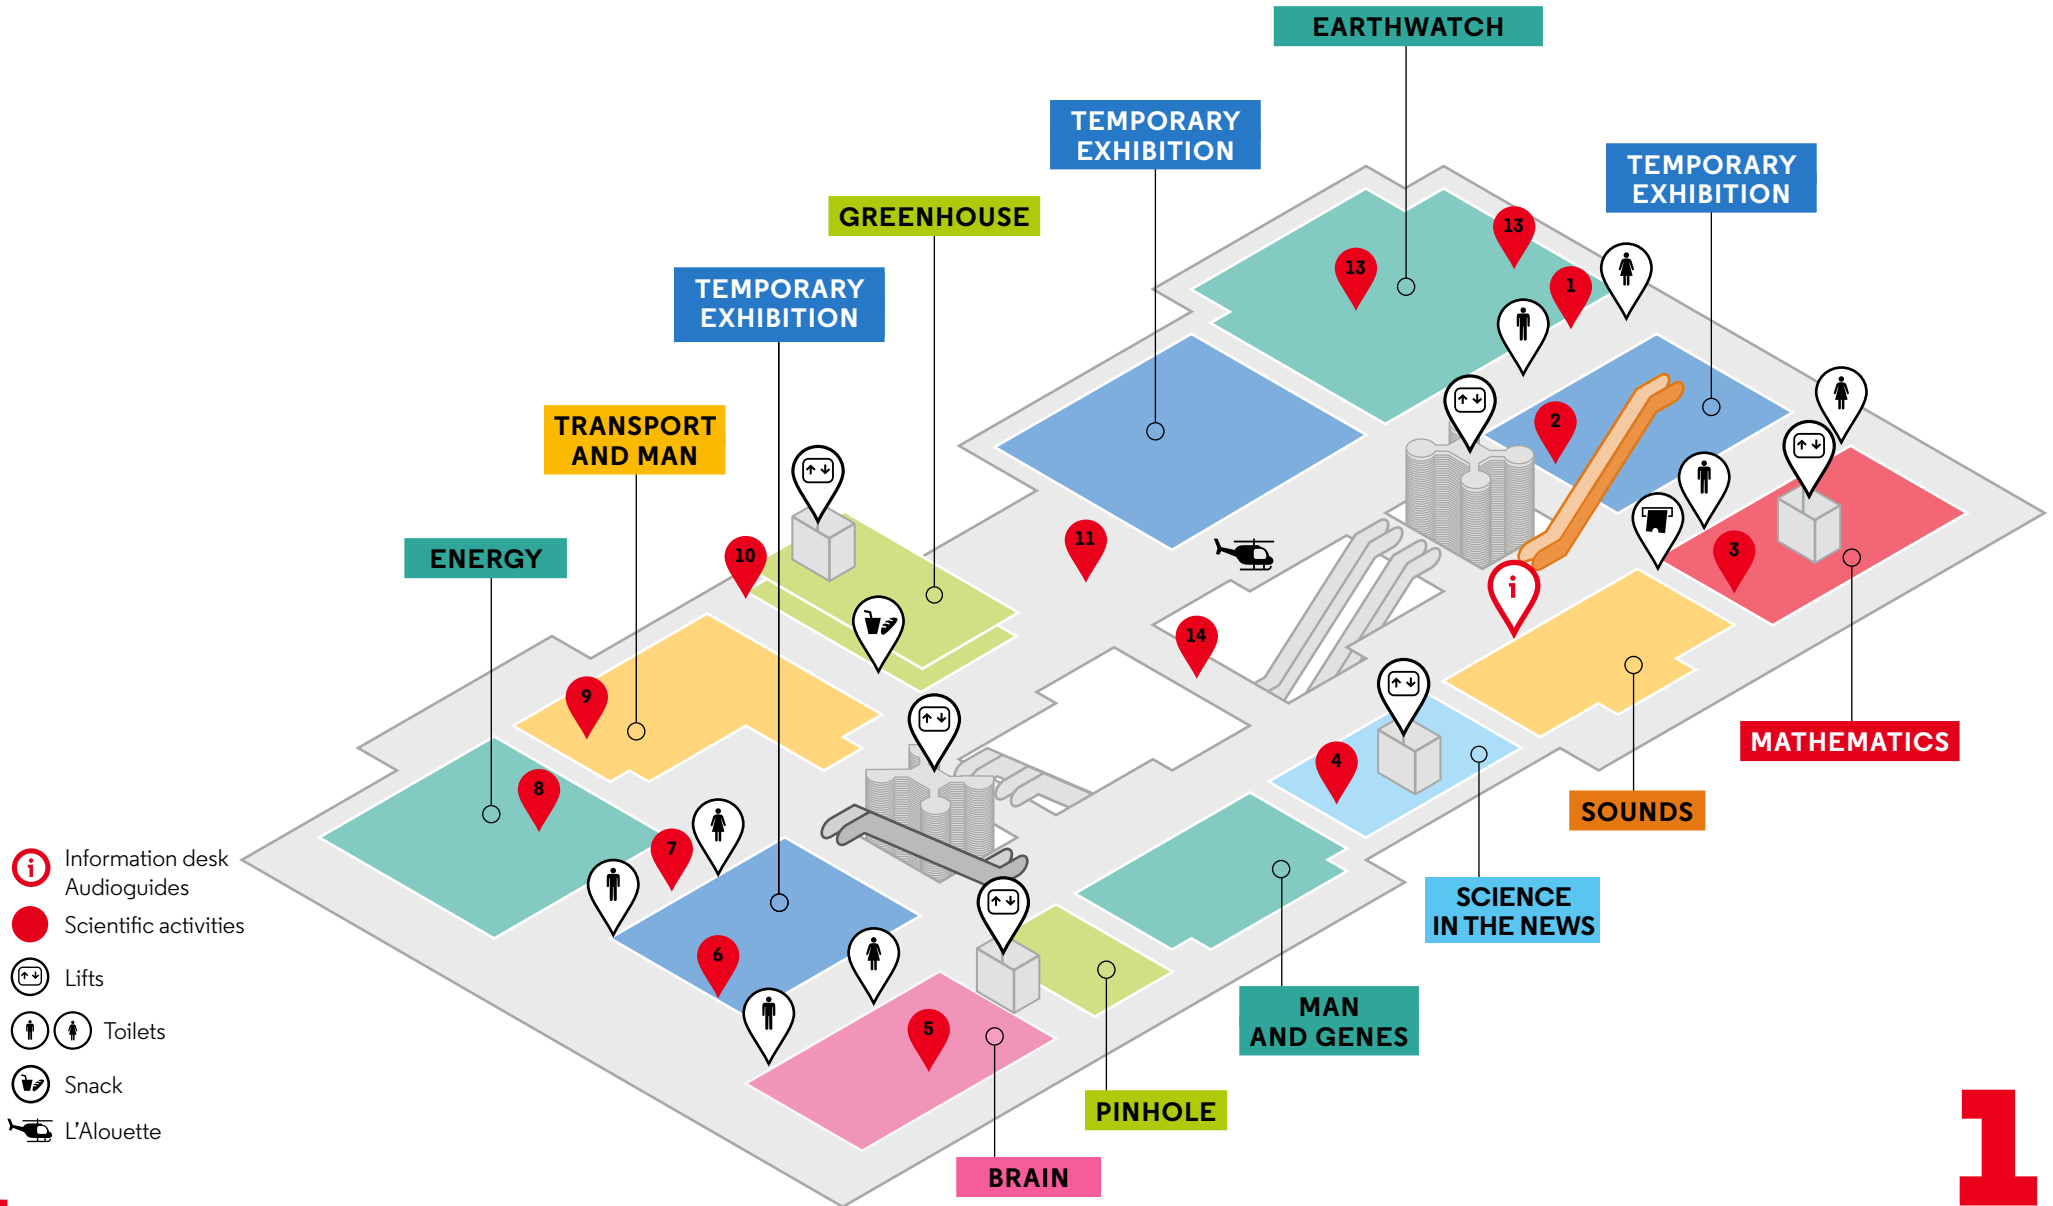 EARTHWATCH
TEMPORARY
EXHIBITION
TEMPORARY
EXHIBITION
GREENHOUSE
TEMPORARY
EXHIBITION
TRANSPORT
AND MAN
ENERGY
13
13
1
2
3
10
11
14
9
4
8
7
6
5
i
MATHEMATICS
SOUNDS
SCIENCE
IN THE NEWS
MAN
AND GENES
PINHOLE
BRAIN
i
Information desk
Audioguides
Scientific activities
Lifts
Toilets
Snack
L'Alouette
1